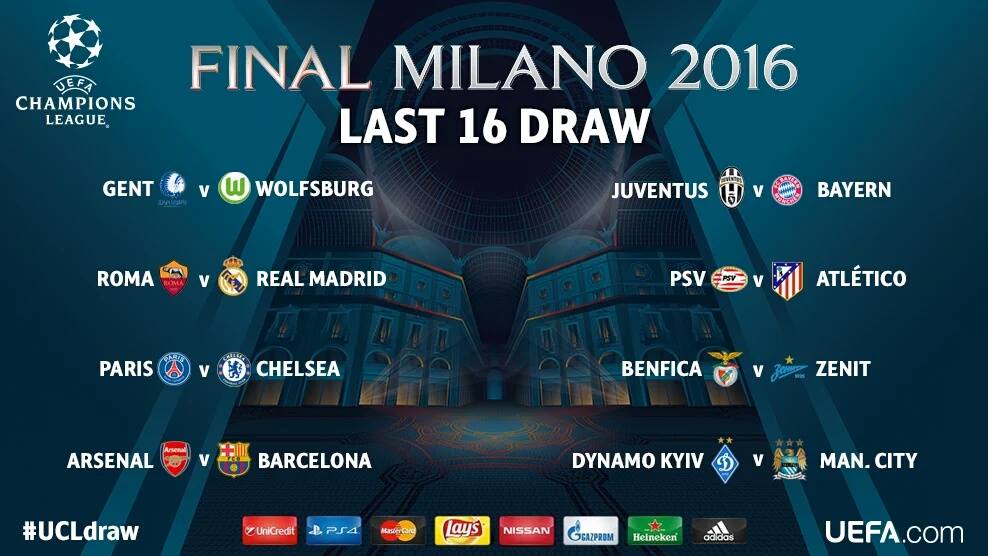 UEFA
CHAMPIONS
LEAGUE®
FINAL MILANO 2016
LAST 16 DRAW
GENT v WOLFSBURG
ROMA v REAL MADRID
PARIS v CHELSEA
ARSENAL v BARCELONA
JUVENTUS v BAYERN
PSV v ATLÉTICO
BENFICA v ZENIT
DYNAMO KYIV v MAN. CITY
#UCLdraw
UniCredit
PS4
MasterCard
Lay's
NISSAN
GAZPROM
Heineken
adidas
UEFA.com